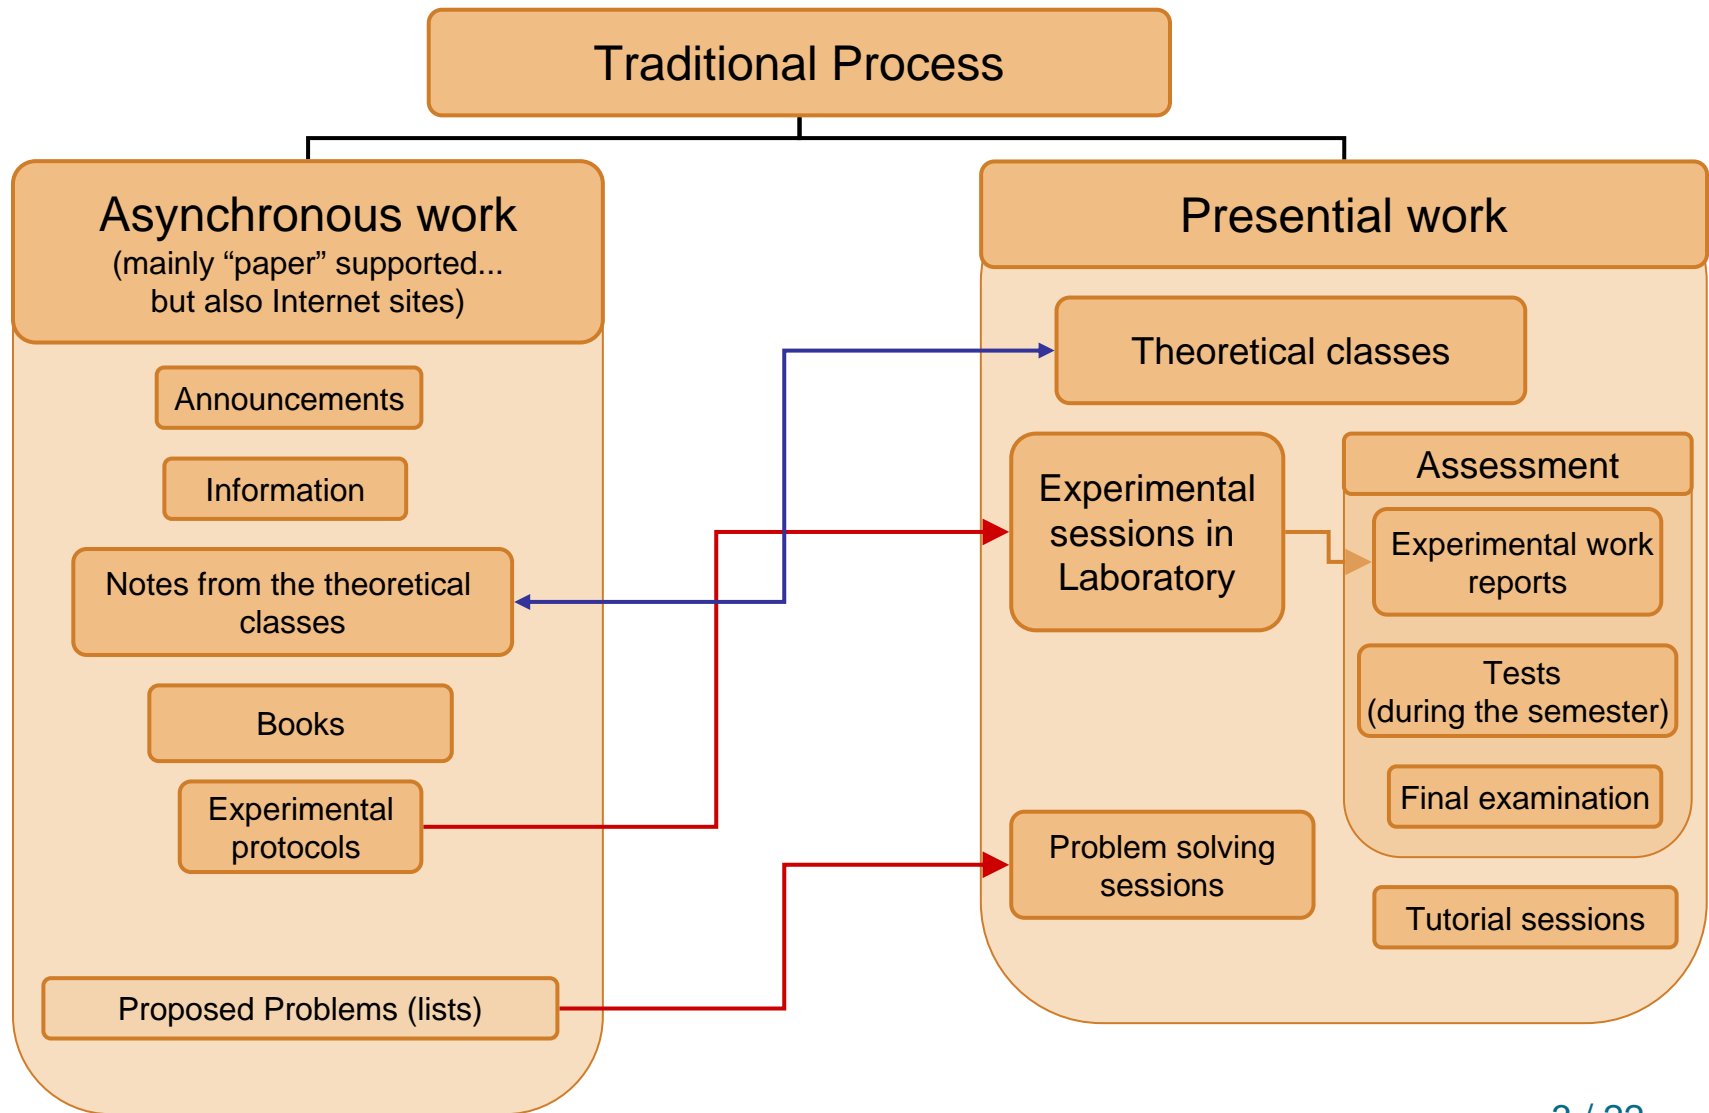 Traditional Process
Asynchronous work
(mainly “paper” supported...
but also Internet sites)
Announcements
Information
Notes from the theoretical
classes
Books
Experimental
protocols
Proposed Problems (lists)
Presential work
Theoretical classes
Experimental
sessions in
Laboratory
Assessment
Experimental work
reports
Tests
(during the semester)
Final examination
Problem solving
sessions
Tutorial sessions